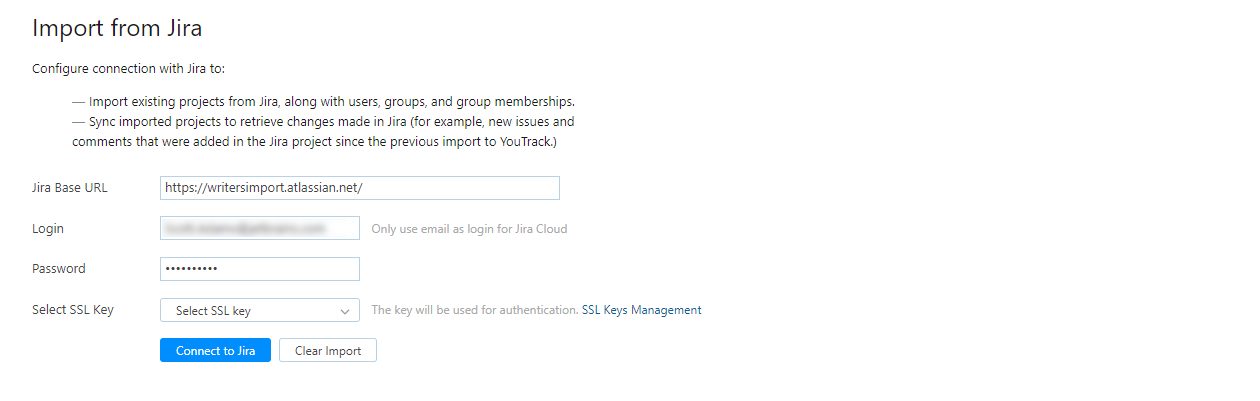 Import from Jira
Configure connection with Jira to:
— Import existing projects from Jira, along with users, groups, and group memberships.
— Sync imported projects to retrieve changes made in Jira (for example, new issues and
comments that were added in the Jira project since the previous import to YouTrack.)
Jira Base URL https://writersimport.atlassian.net/
Login Only use email as login for Jira Cloud
Password ••••••••••
Select SSL Key Select SSL key The key will be used for authentication. SSL Keys Management
Connect to Jira Clear Import